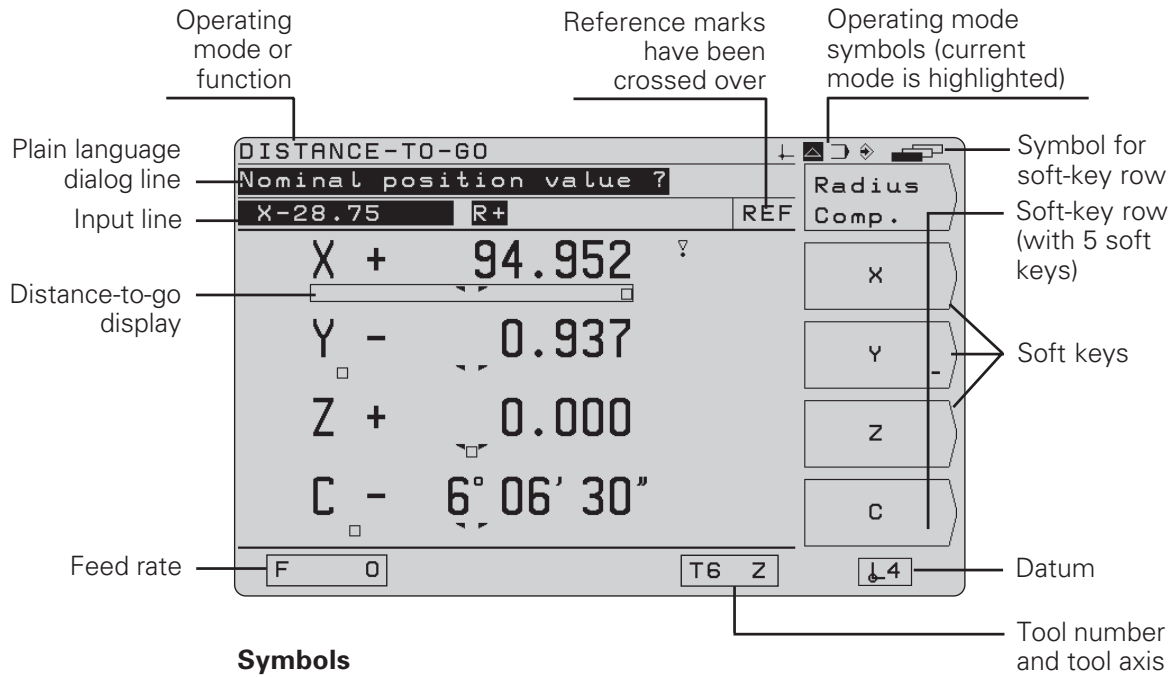 Operating
mode or
function
Reference marks
have been
crossed over
Operating mode
symbols (current
mode is highlighted)
Plain language
dialog line
Input line
Distance-to-go
display
Feed rate
DISTANCE-TO-GO
Nominal position value ?
X-28.75 R+ REF
X + 94.952
Y - 0.937
Z + 0.000
C - 6° 06' 30"
F 0 T6 Z 4
Radius
Comp.
X
Y
-
Z
C
Symbol for
soft-key row
Soft-key row
(with 5 soft
keys)
Soft keys
Datum
Tool number
and tool axis
Symbols